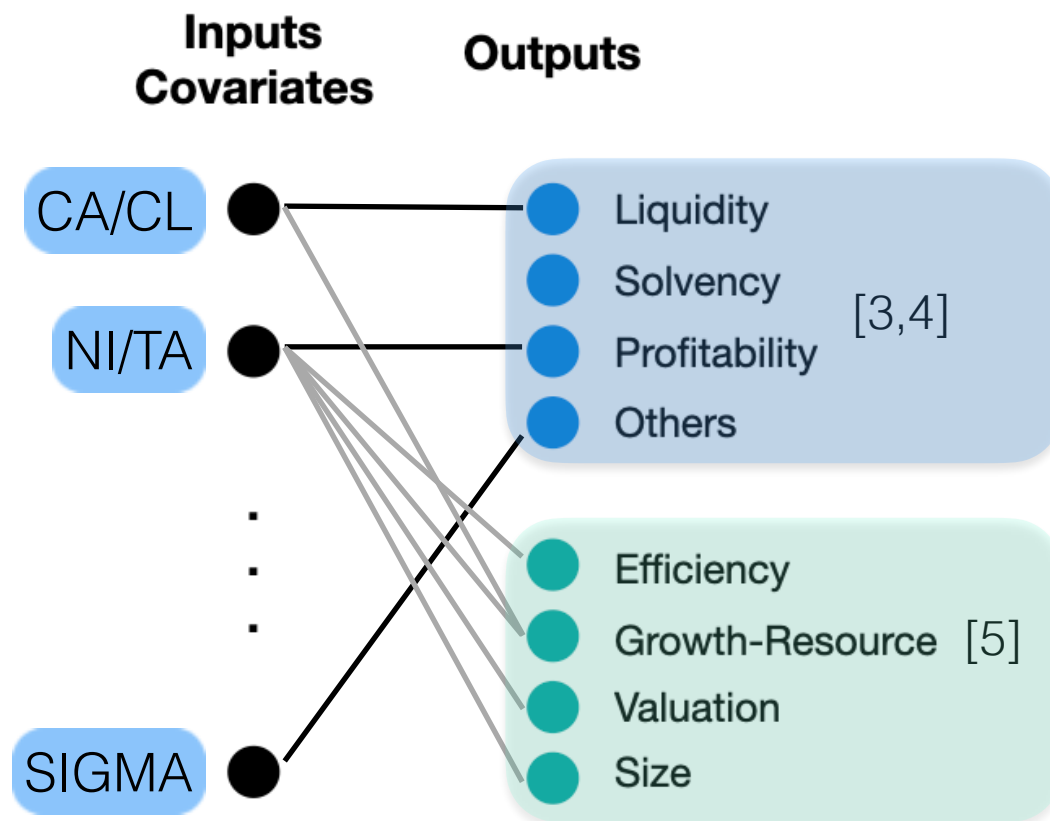 Inputs
Covariates
Outputs
CA/CL
NI/TA
SIGMA
Liquidity
Solvency
Profitability
Others
[3,4]
Efficiency
Growth-Resource
Valuation
Size
[5]